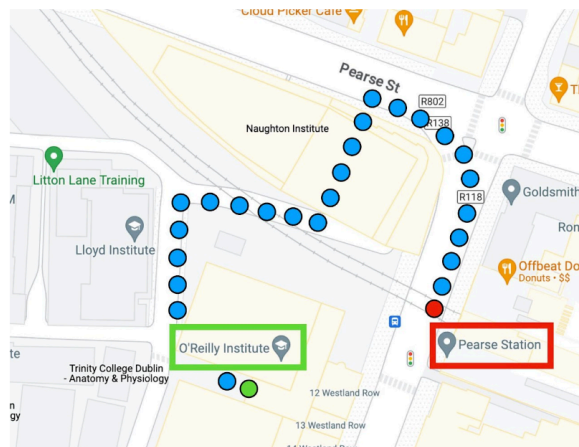 Cloud Picker Cafe
Pearse St
R802
R138
Naughton Institute
Litton Lane Training
R118
Goldsmith
Lloyd Institute
Offbeat Do
Donuts • $$
O'Reilly Institute
Pearse Station
Trinity College Dublin
- Anatomy & Physiology
12 Westland Row
13 Westland Row